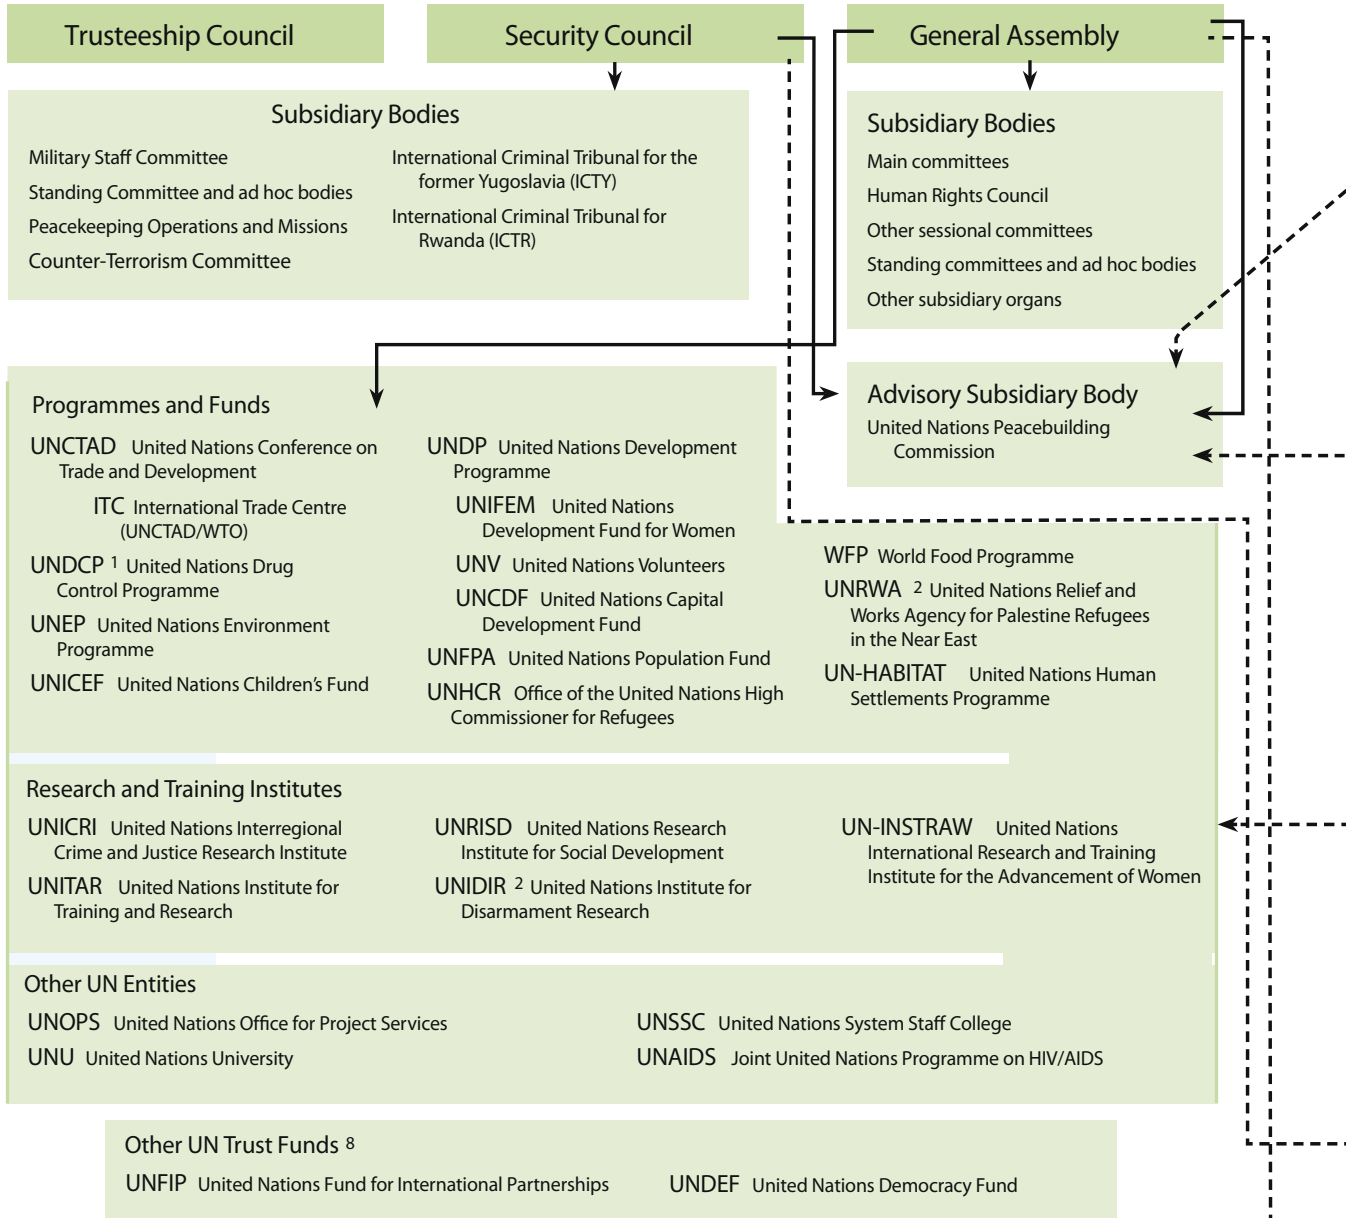 Trusteeship Council
Security Council
General Assembly
Subsidiary Bodies
Military Staff Committee
Standing Committee and ad hoc bodies
Peacekeeping Operations and Missions
Counter-Terrorism Committee
International Criminal Tribunal for the
former Yugoslavia (ICTY)
International Criminal Tribunal for
Rwanda (ICTR)
Subsidiary Bodies
Main committees
Human Rights Council
Other sessional committees
Standing committees and ad hoc bodies
Other subsidiary organs
Advisory Subsidiary Body
United Nations Peacebuilding
Commission
Programmes and Funds
UNCTAD United Nations Conference on
Trade and Development
ITC International Trade Centre
(UNCTAD/WTO)
UNDCP 1 United Nations Drug
Control Programme
UNEP United Nations Environment
Programme
UNICEF United Nations Children's Fund
UNDP United Nations Development
Programme
UNIFEM United Nations
Development Fund for Women
UNV United Nations Volunteers
UNCDF United Nations Capital
Development Fund
UNFPA United Nations Population Fund
UNHCR Office of the United Nations High
Commissioner for Refugees
WFP World Food Programme
UNRWA 2 United Nations Relief and
Works Agency for Palestine Refugees
in the Near East
UN-HABITAT United Nations Human
Settlements Programme
Research and Training Institutes
UNICRI United Nations Interregional
Crime and Justice Research Institute
UNITAR United Nations Institute for
Training and Research
UNRISD United Nations Research
Institute for Social Development
UNIDIR 2 United Nations Institute for
Disarmament Research
UN-INSTRAW United Nations
International Research and Training
Institute for the Advancement of Women
Other UN Entities
UNOPS United Nations Office for Project Services
UNU United Nations University
UNSSC United Nations System Staff College
UNAIDS Joint United Nations Programme on HIV/AIDS
Other UN Trust Funds 8
UNFIP United Nations Fund for International Partnerships
UNDEF United Nations Democracy Fund